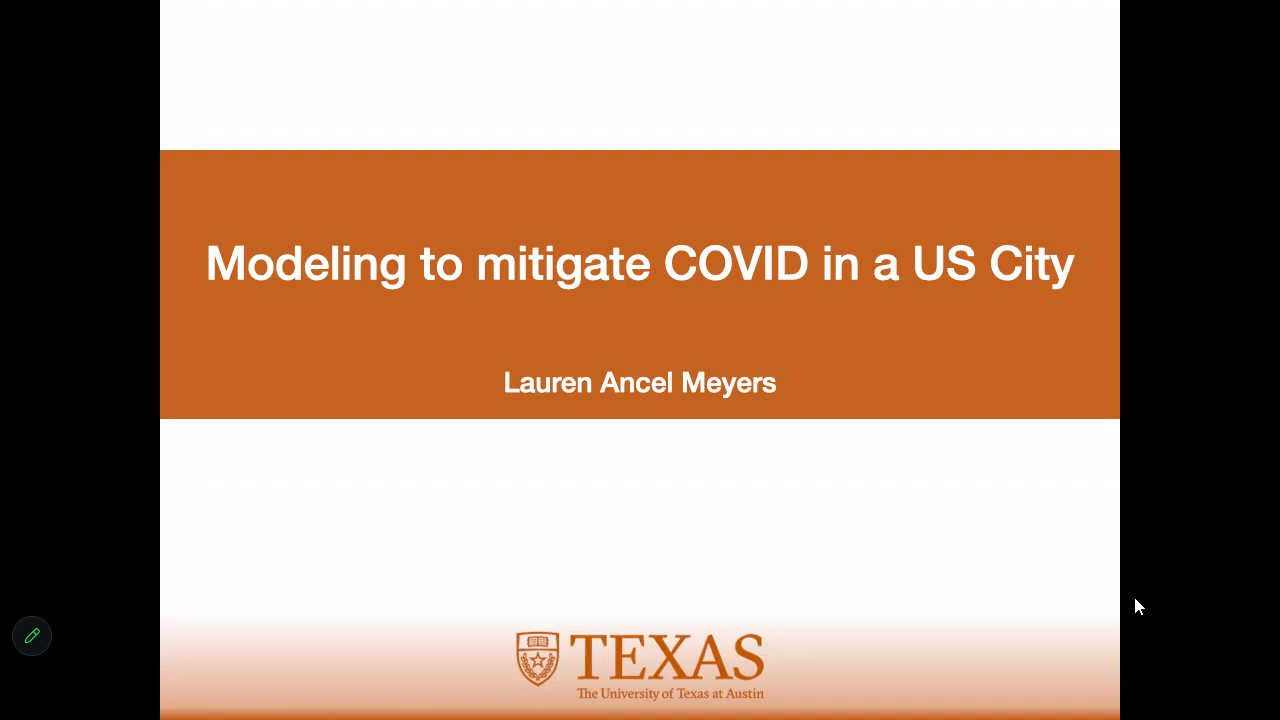 Modeling to mitigate COVID in a US City
Lauren Ancel Meyers
TEXAS
The University of Texas at Austin